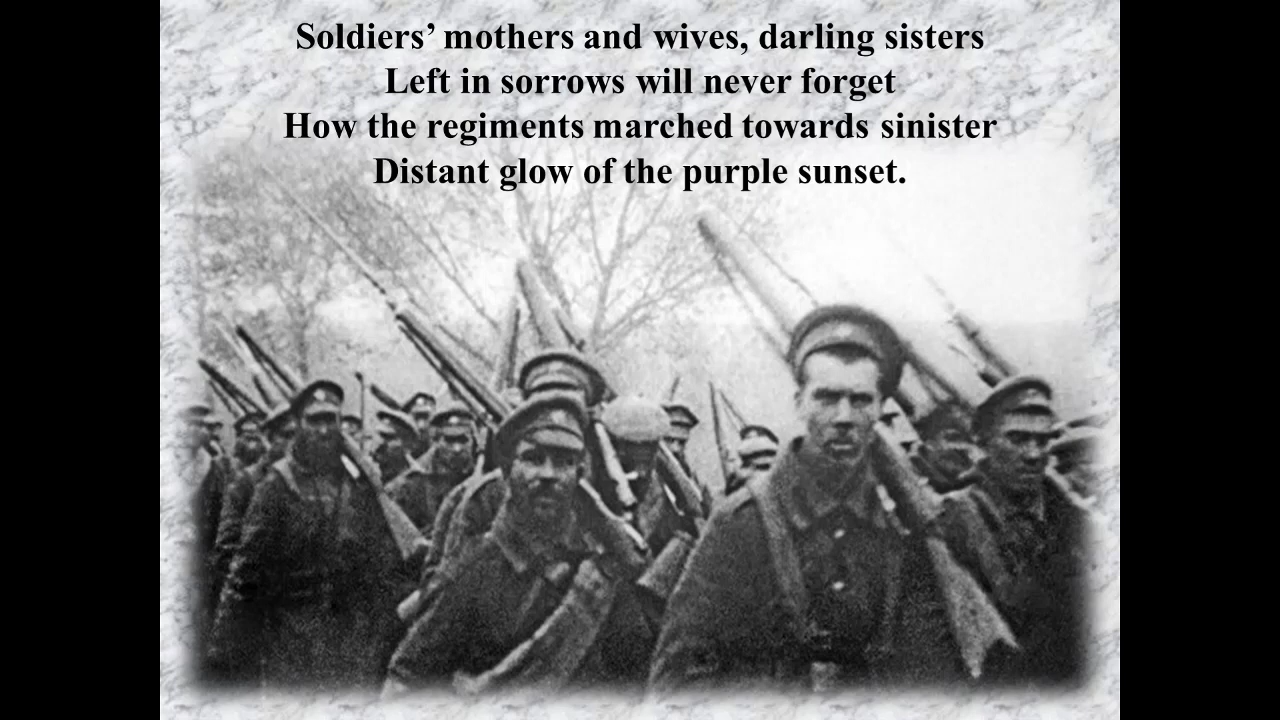 Soldiers’ mothers and wives, darling sisters
Left in sorrows will never forget
How the regiments marched towards sinister
Distant glow of the purple sunset.